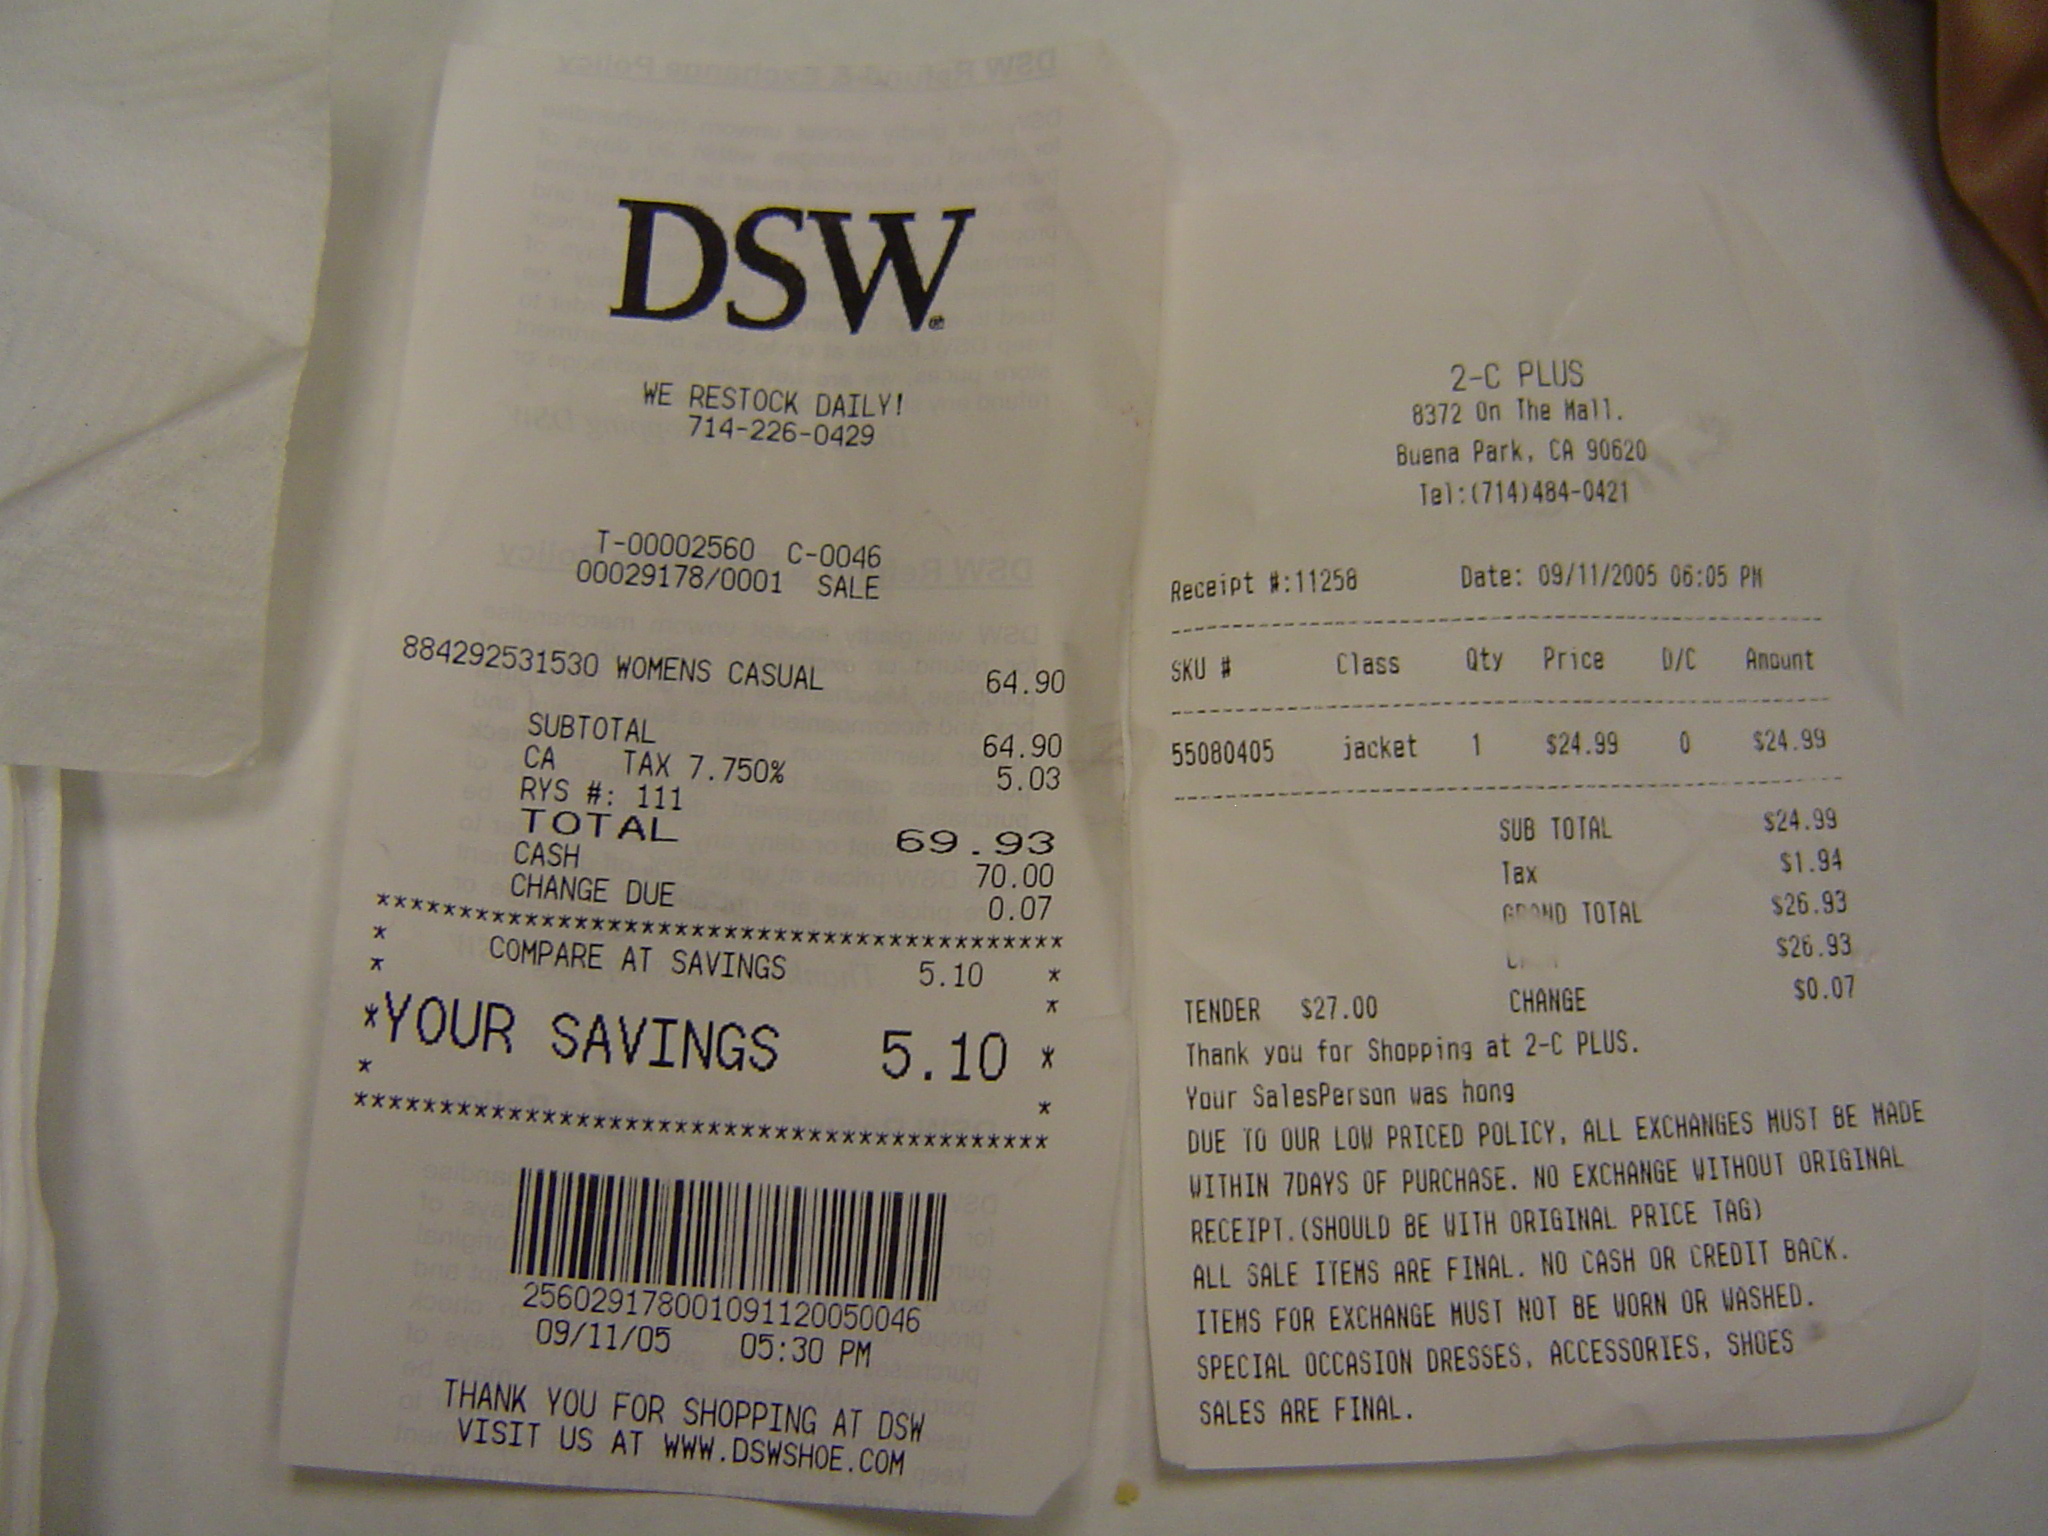 DSW
WE RESTOCK DAILY!
714-226-0429
T-00002560 C-0046
00029178/0001 SALE
884292531530 WOMENS CASUAL 64.90
SUBTOTAL 64.90
CA TAX 7.750% 5.03
RYS #: 111
TOTAL 69.93
CASH 70.00
CHANGE DUE 0.07
****************************************
* COMPARE AT SAVINGS 5.10 *
* *
*YOUR SAVINGS 5.10 *
* *
****************************************
256029178001091120050046
09/11/05 05:30 PM
THANK YOU FOR SHOPPING AT DSW
VISIT US AT WWW.DSWSHOE.COM
2-C PLUS
8372 On The Mall.
Buena Park, CA 90620
Tel:(714)484-0421
Receipt #:11258 Date: 09/11/2005 06:05 PM
SKU # Class Qty Price D/C Amount
55080405 jacket 1 $24.99 0 $24.99
SUB TOTAL $24.99
Tax $1.94
GRAND TOTAL $26.93
$26.93
TENDER $27.00 CHANGE $0.07
Thank you for Shopping at 2-C PLUS.
Your SalesPerson was hong
DUE TO OUR LOW PRICED POLICY, ALL EXCHANGES MUST BE MADE
WITHIN 7DAYS OF PURCHASE. NO EXCHANGE WITHOUT ORIGINAL
RECEIPT.(SHOULD BE WITH ORIGINAL PRICE TAG)
ALL SALE ITEMS ARE FINAL. NO CASH OR CREDIT BACK.
ITEMS FOR EXCHANGE MUST NOT BE WORN OR WASHED.
SPECIAL OCCASION DRESSES, ACCESSORIES, SHOES
SALES ARE FINAL.